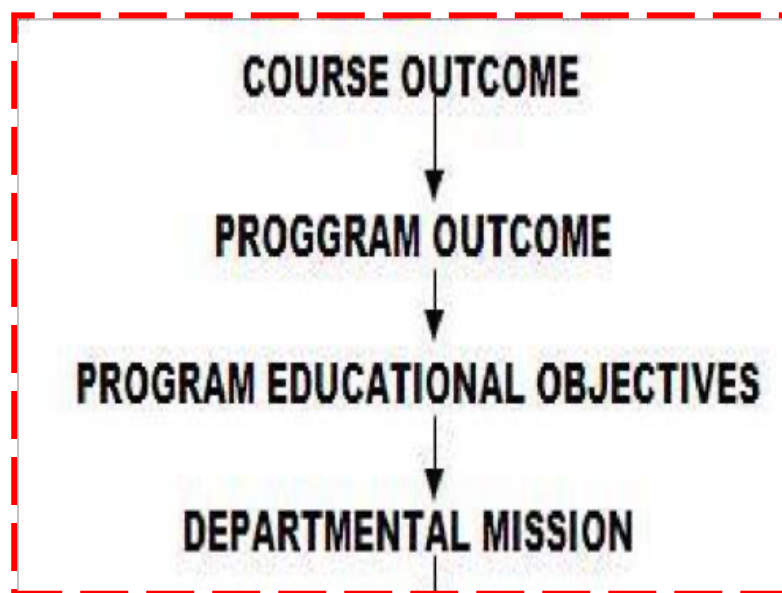 COURSE OUTCOME
PROGGRAM OUTCOME
PROGRAM EDUCATIONAL OBJECTIVES
DEPARTMENTAL MISSION